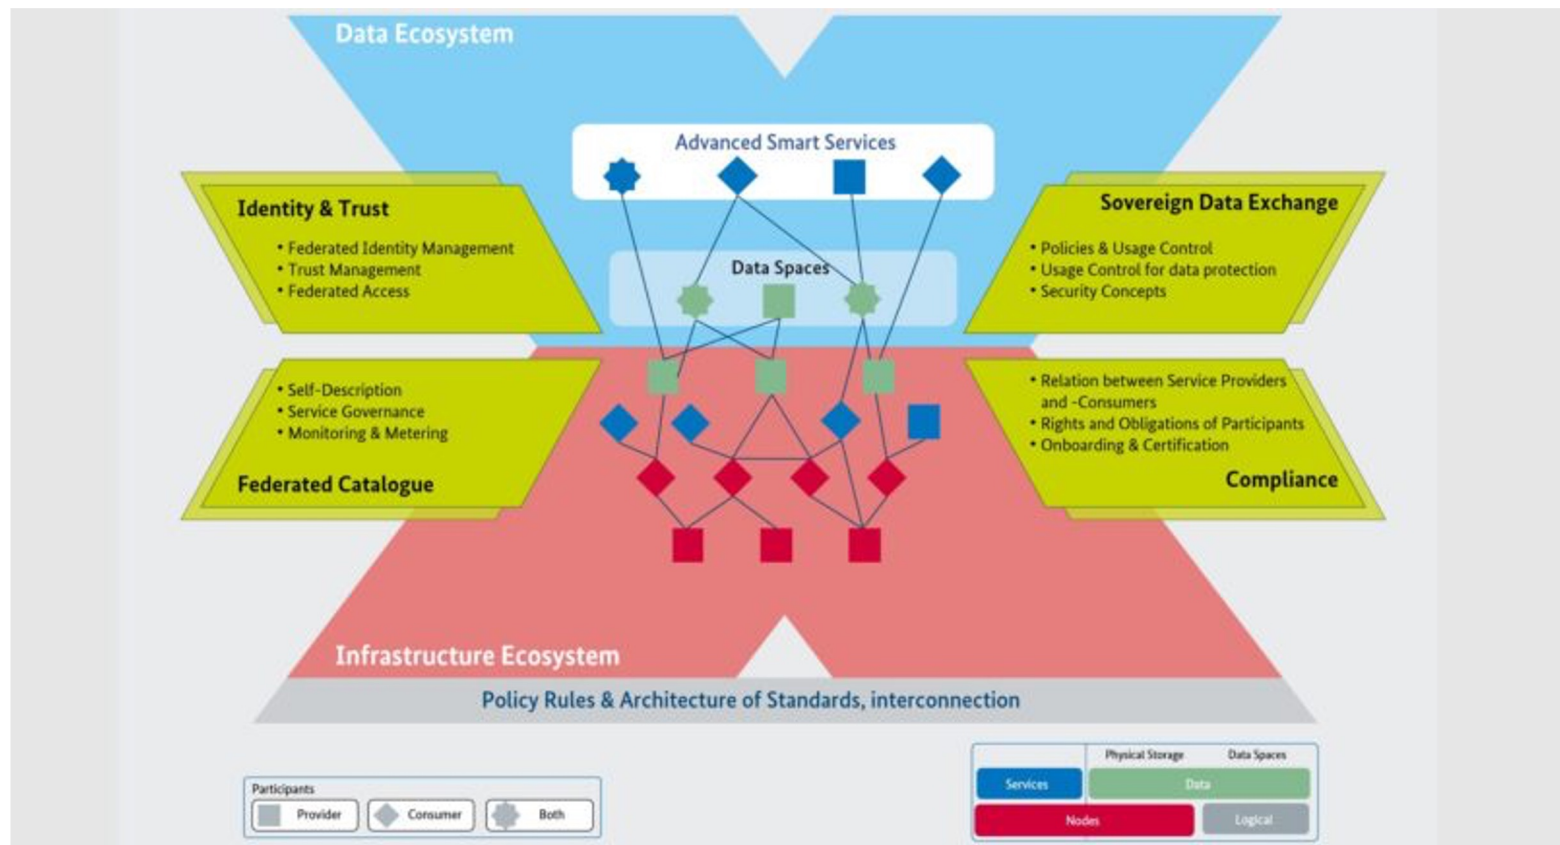 Data Ecosystem
Advanced Smart Services
Identity & Trust
• Federated Identity Management
• Trust Management
• Federated Access
Data Spaces
Sovereign Data Exchange
• Policies & Usage Control
• Usage Control for data protection
• Security Concepts
• Self-Description
• Service Governance
• Monitoring & Metering
Federated Catalogue
• Relation between Service Providers
and -Consumers
• Rights and Obligations of Participants
• Onboarding & Certification
Compliance
Infrastructure Ecosystem
Policy Rules & Architecture of Standards, interconnection
Participants
Provider
Consumer
Both
Physical Storage
Data Spaces
Services
Data
Nodes
Logical